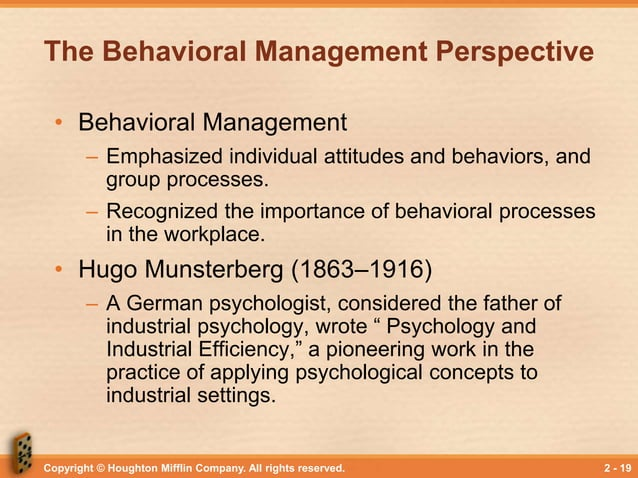 The Behavioral Management Perspective
• Behavioral Management
– Emphasized individual attitudes and behaviors, and
group processes.
– Recognized the importance of behavioral processes
in the workplace.
• Hugo Munsterberg (1863–1916)
– A German psychologist, considered the father of
industrial psychology, wrote “ Psychology and
Industrial Efficiency,” a pioneering work in the
practice of applying psychological concepts to
industrial settings.
Copyright © Houghton Mifflin Company. All rights reserved. 2 - 19